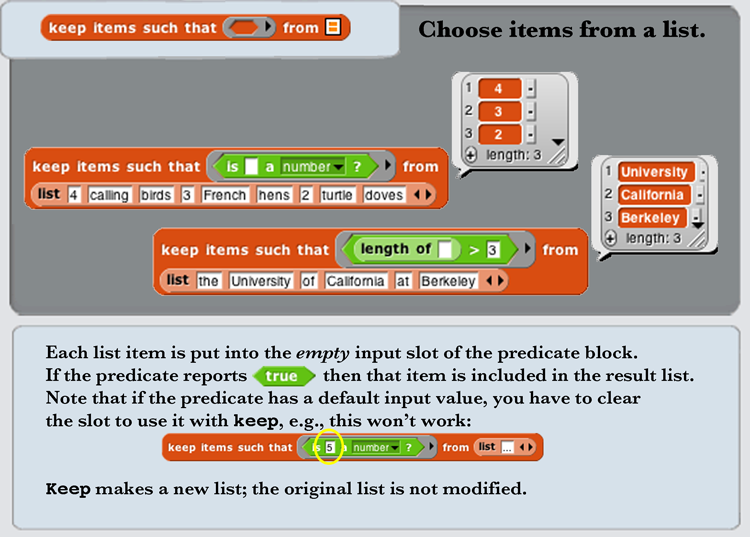 keep items such that from
Choose items from a list.
1 4 -
2 3 -
3 2 -
+ length: 3
keep items such that is a number ? from
list 4 calling birds 3 French hens 2 turtle doves
1 University -
2 California -
3 Berkeley -
+ length: 3
keep items such that length of > 3 from
list the University of California at Berkeley
Each list item is put into the empty input slot of the predicate block.
If the predicate reports true then that item is included in the result list.
Note that if the predicate has a default input value, you have to clear
the slot to use it with keep, e.g., this won't work:
keep items such that is 5 a number ? from list ...
Keep makes a new list; the original list is not modified.